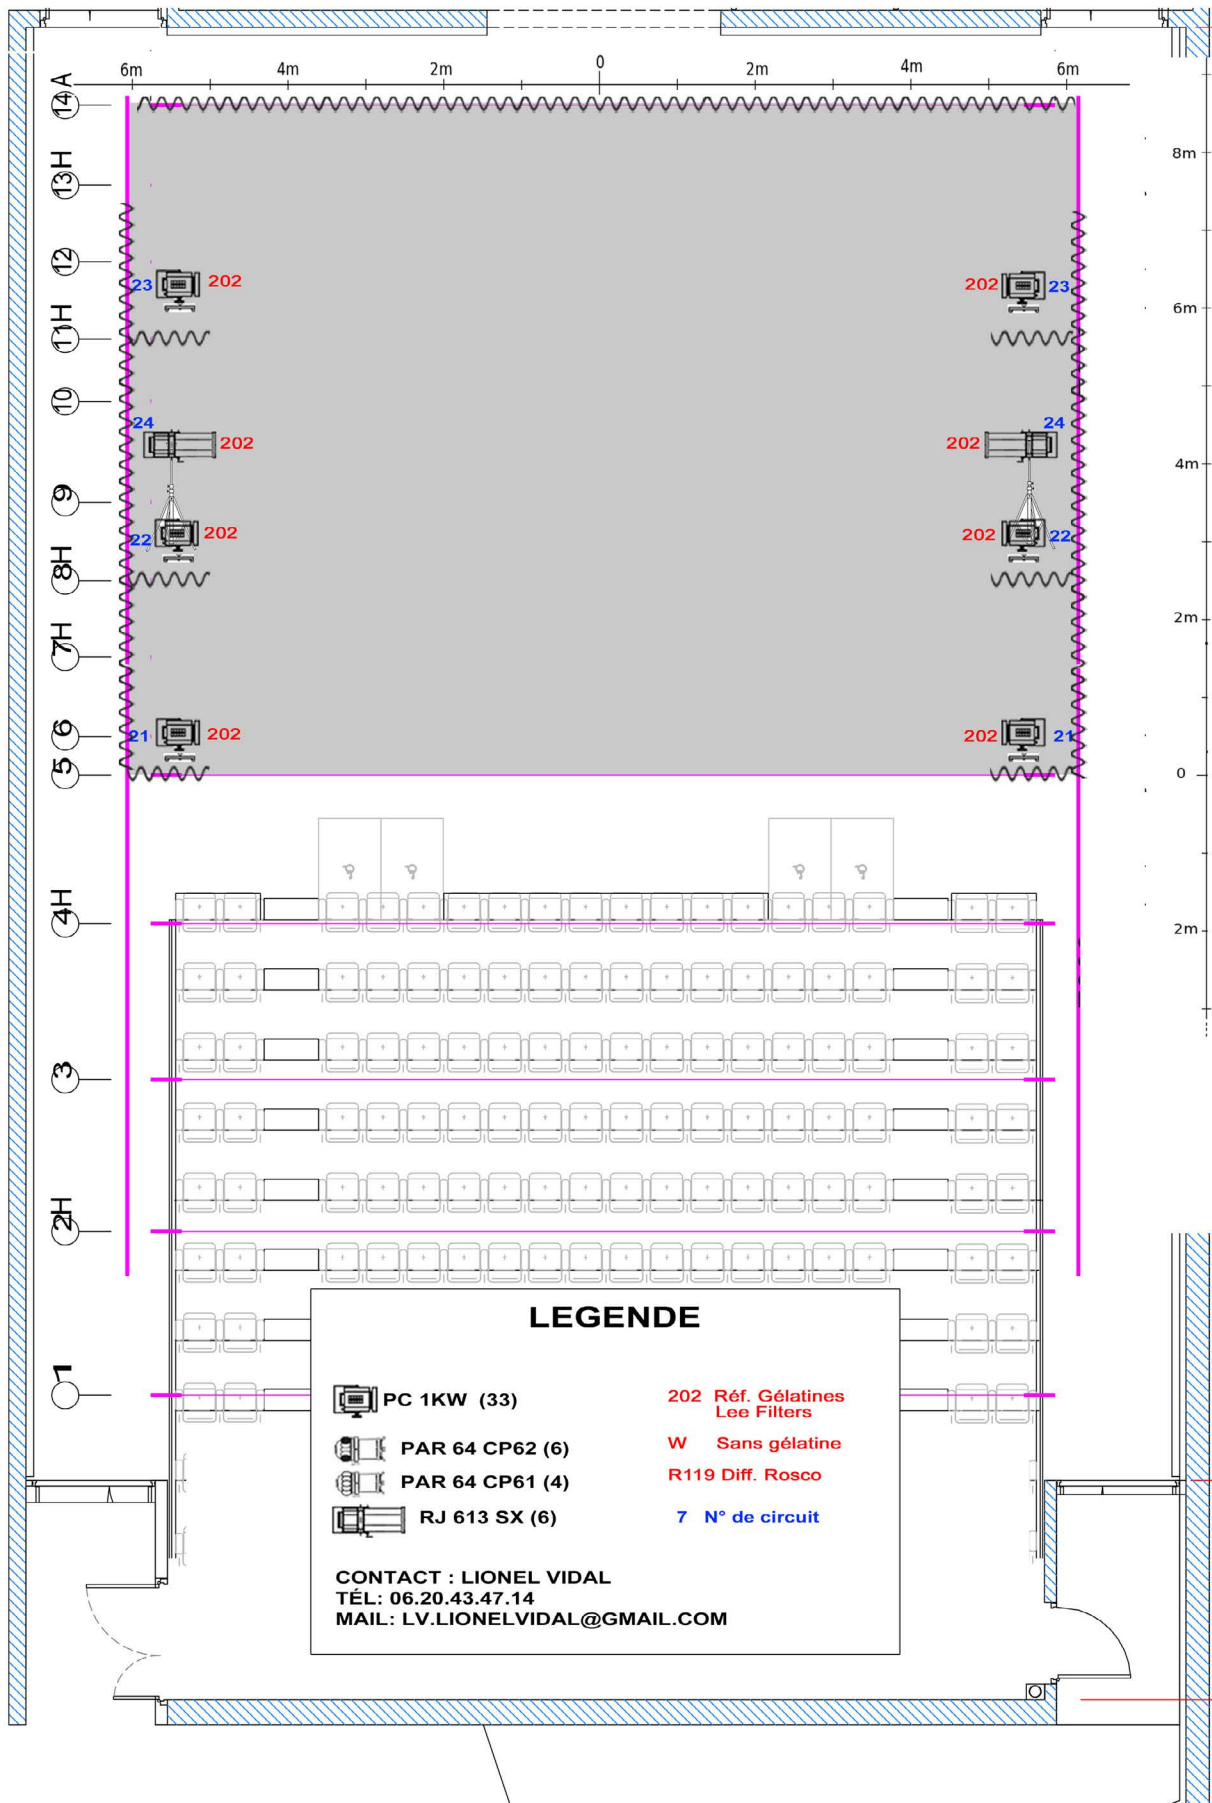 6m 4m 2m 0 2m 4m 6m
14 A
13 H
8m
12
23 202 202 23
6m
11H
10
24 24
202 202
4m
9
22 202 202 22
8H
2m
7H
6
21 202 202 21
5
0
4H
2m
3
2H
1
LEGENDE
PC 1KW (33)
PAR 64 CP62 (6)
PAR 64 CP61 (4)
RJ 613 SX (6)
202 Réf. Gélatines
Lee Filters
W Sans gélatine
R119 Diff. Rosco
7 N° de circuit
CONTACT : LIONEL VIDAL
TÉL: 06.20.43.47.14
MAIL: LV.LIONELVIDAL@GMAIL.COM